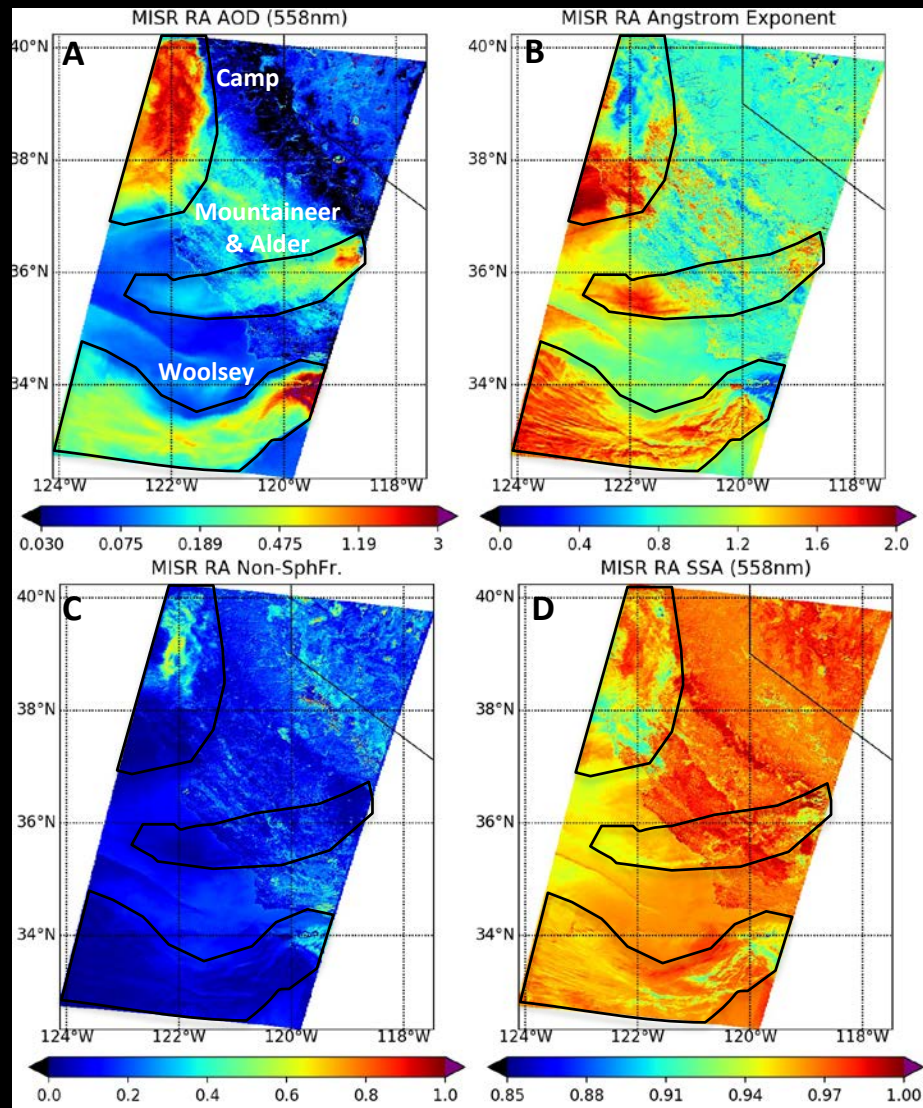 MISR RA AOD (558nm)
MISR RA Angstrom Exponent
40°N
38°N
36°N
34°N
A
Camp
Mountaineer
& Alder
Woolsey
124°W
122°W
120°W
118°W
40°N
38°N
36°N
34°N
B
124°W
122°W
120°W
118°W
0.030
0.075
0.189
0.475
1.19
3
0.0
0.4
0.8
1.2
1.6
2.0
MISR RA Non-SphFr.
MISR RA SSA (558nm)
C
40°N
38°N
36°N
34°N
124°W
122°W
120°W
118°W
D
40°N
38°N
36°N
34°N
124°W
122°W
120°W
118°W
0.0
0.2
0.4
0.6
0.8
1.0
0.85
0.88
0.91
0.94
0.97
1.00